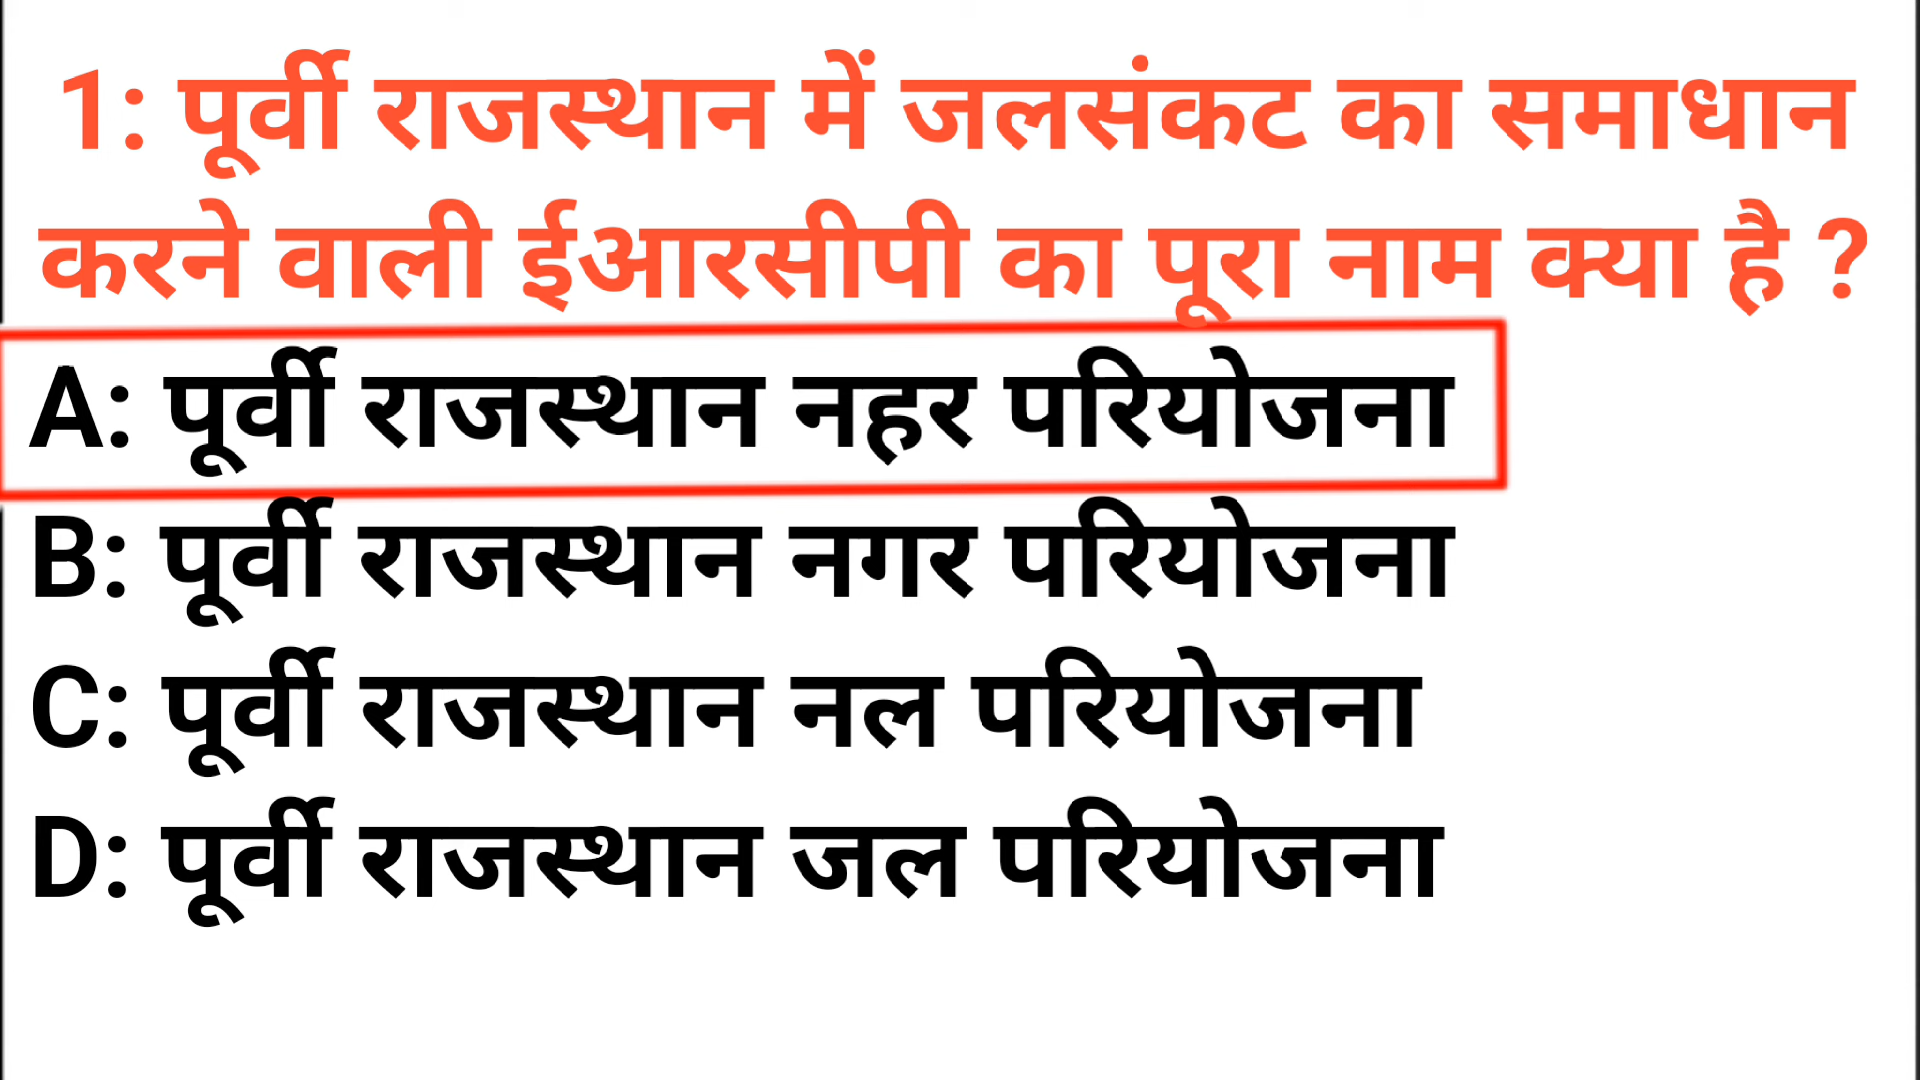 1: पूर्वी राजस्थान में जलसंकट का समाधान
करने वाली ईआरसीपी का पूरा नाम क्या है ?
A: पूर्वी राजस्थान नहर परियोजना
B: पूर्वी राजस्थान नगर परियोजना
C: पूर्वी राजस्थान नल परियोजना
D: पूर्वी राजस्थान जल परियोजना